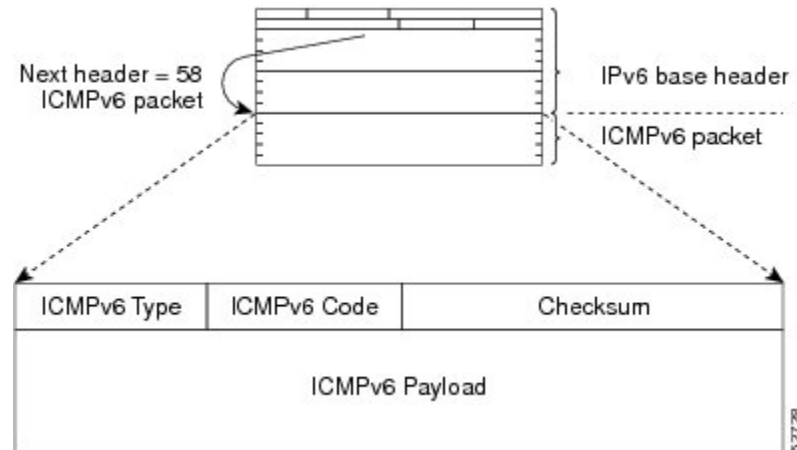 Next header = 58
ICMPv6 packet
IPv6 base header
ICMPv6 packet
ICMPv6 Type
ICMPv6 Code
Checksum
ICMPv6 Payload